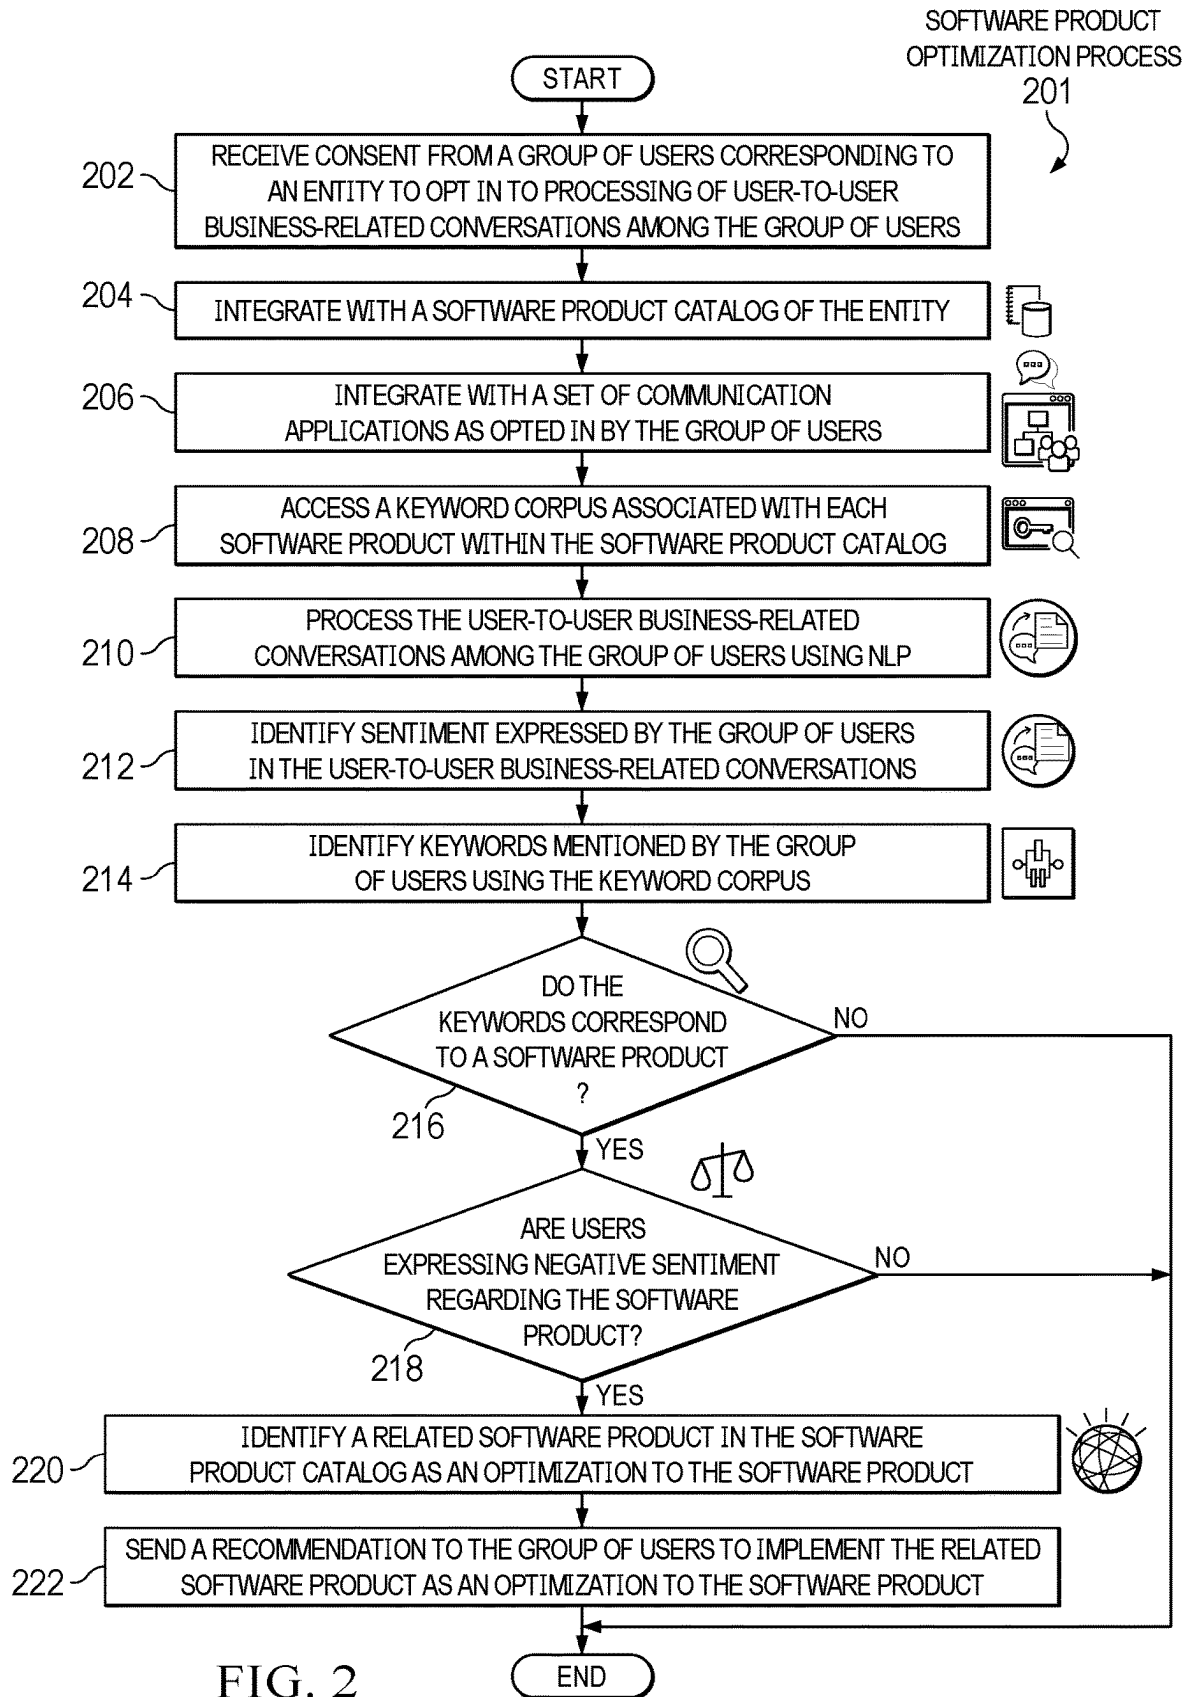 SOFTWARE PRODUCT
OPTIMIZATION PROCESS
201
START
202
RECEIVE CONSENT FROM A GROUP OF USERS CORRESPONDING TO
AN ENTITY TO OPT IN TO PROCESSING OF USER-TO-USER
BUSINESS-RELATED CONVERSATIONS AMONG THE GROUP OF USERS
204
INTEGRATE WITH A SOFTWARE PRODUCT CATALOG OF THE ENTITY
206
INTEGRATE WITH A SET OF COMMUNICATION
APPLICATIONS AS OPTED IN BY THE GROUP OF USERS
208
ACCESS A KEYWORD CORPUS ASSOCIATED WITH EACH
SOFTWARE PRODUCT WITHIN THE SOFTWARE PRODUCT CATALOG
210
PROCESS THE USER-TO-USER BUSINESS-RELATED
CONVERSATIONS AMONG THE GROUP OF USERS USING NLP
212
IDENTIFY SENTIMENT EXPRESSED BY THE GROUP OF USERS
IN THE USER-TO-USER BUSINESS-RELATED CONVERSATIONS
214
IDENTIFY KEYWORDS MENTIONED BY THE GROUP
OF USERS USING THE KEYWORD CORPUS
DO THE
KEYWORDS CORRESPOND
TO A SOFTWARE PRODUCT
?
NO
216
YES
ARE USERS
EXPRESSING NEGATIVE SENTIMENT
REGARDING THE SOFTWARE
PRODUCT?
NO
218
YES
220
IDENTIFY A RELATED SOFTWARE PRODUCT IN THE SOFTWARE
PRODUCT CATALOG AS AN OPTIMIZATION TO THE SOFTWARE PRODUCT
222
SEND A RECOMMENDATION TO THE GROUP OF USERS TO IMPLEMENT THE RELATED
SOFTWARE PRODUCT AS AN OPTIMIZATION TO THE SOFTWARE PRODUCT
END
FIG. 2